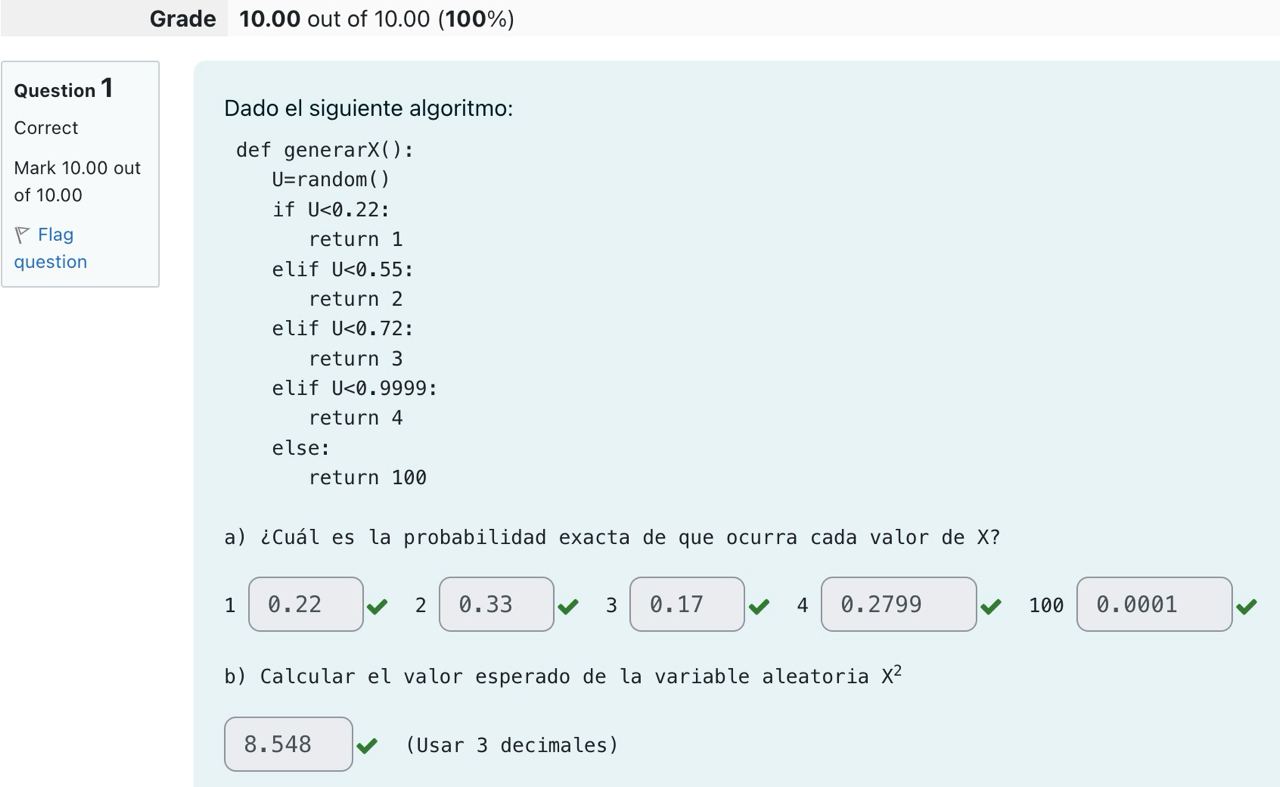 Grade 10.00 out of 10.00 (100%)
Question 1
Correct
Mark 10.00 out
of 10.00
Flag
question
Dado el siguiente algoritmo:
def generarX():
   U=random()
   if U<0.22:
      return 1
   elif U<0.55:
      return 2
   elif U<0.72:
      return 3
   elif U<0.9999:
      return 4
   else:
      return 100
a) ¿Cuál es la probabilidad exacta de que ocurra cada valor de X?
1 0.22 2 0.33 3 0.17 4 0.2799 100 0.0001
b) Calcular el valor esperado de la variable aleatoria X²
8.548 (Usar 3 decimales)